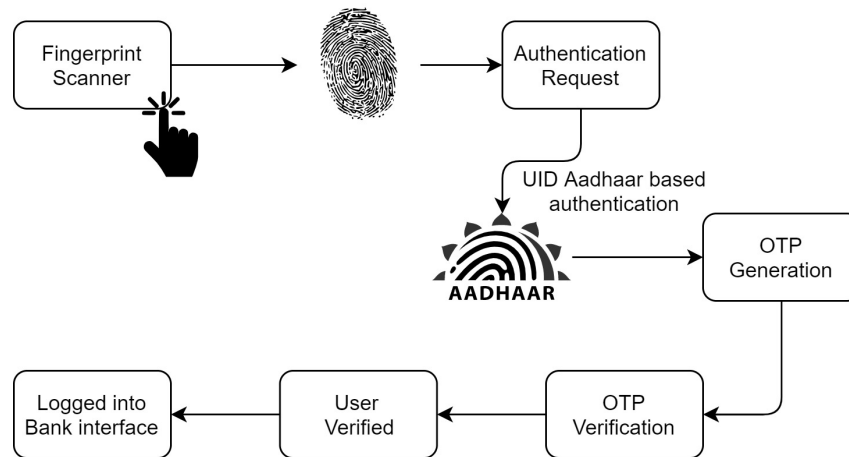 Fingerprint
Scanner
Authentication
Request
UID Aadhaar based
authentication
AADHAAR
OTP
Generation
Logged into
Bank interface
User
Verified
OTP
Verification